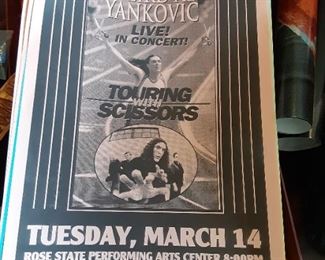 YANKOVIC
LIVE!
IN CONCERT!
TOURING
WITH
SCISSORS
TUESDAY, MARCH 14
ROSE STATE PERFORMING ARTS CENTER 8:00PM